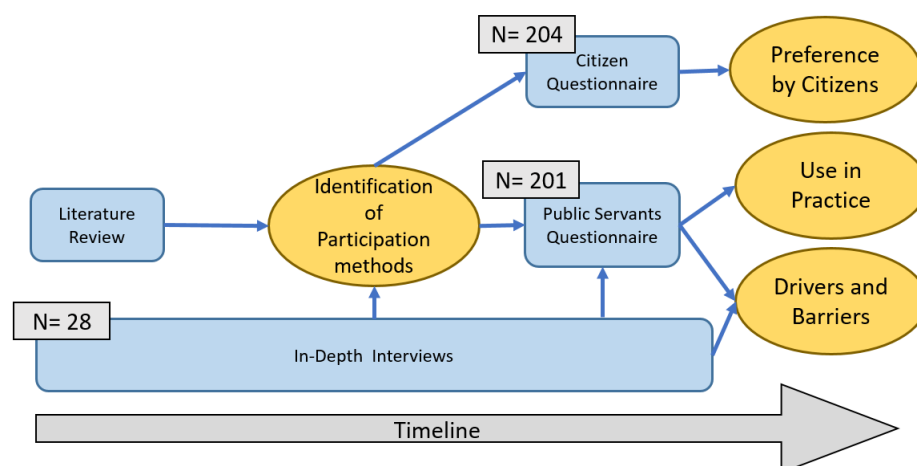 N= 204
Citizen
Questionnaire
Preference
by Citizens
Literature
Review
Identification
of
Participation
methods
N= 201
Public Servants
Questionnaire
Use in
Practice
Drivers and
Barriers
N= 28
In-Depth Interviews
Timeline